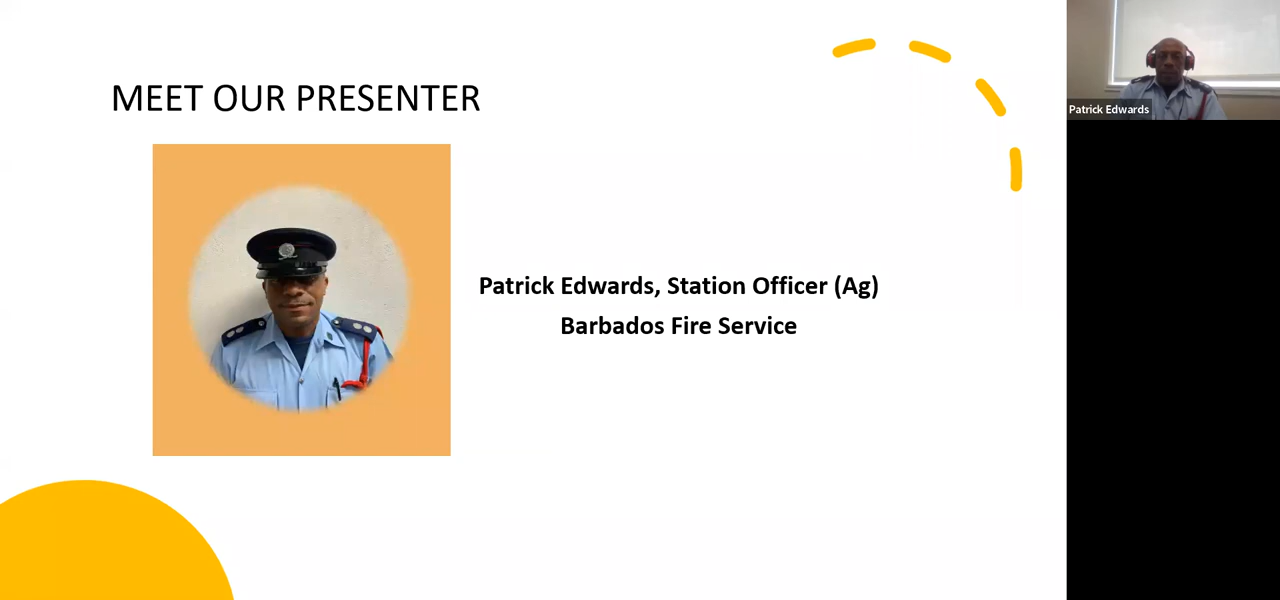 MEET OUR PRESENTER
Patrick Edwards, Station Officer (Ag)
Barbados Fire Service
Patrick Edwards